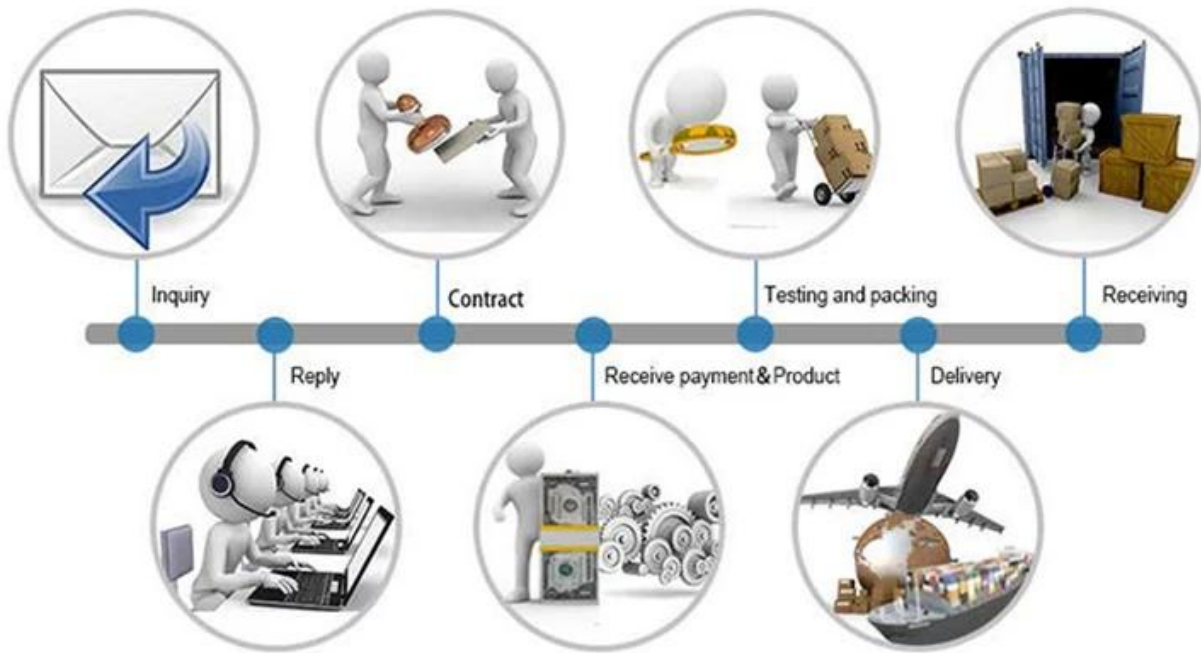 Inquiry
Reply
Contract
Receive payment&Product
Testing and packing
Delivery
Receiving